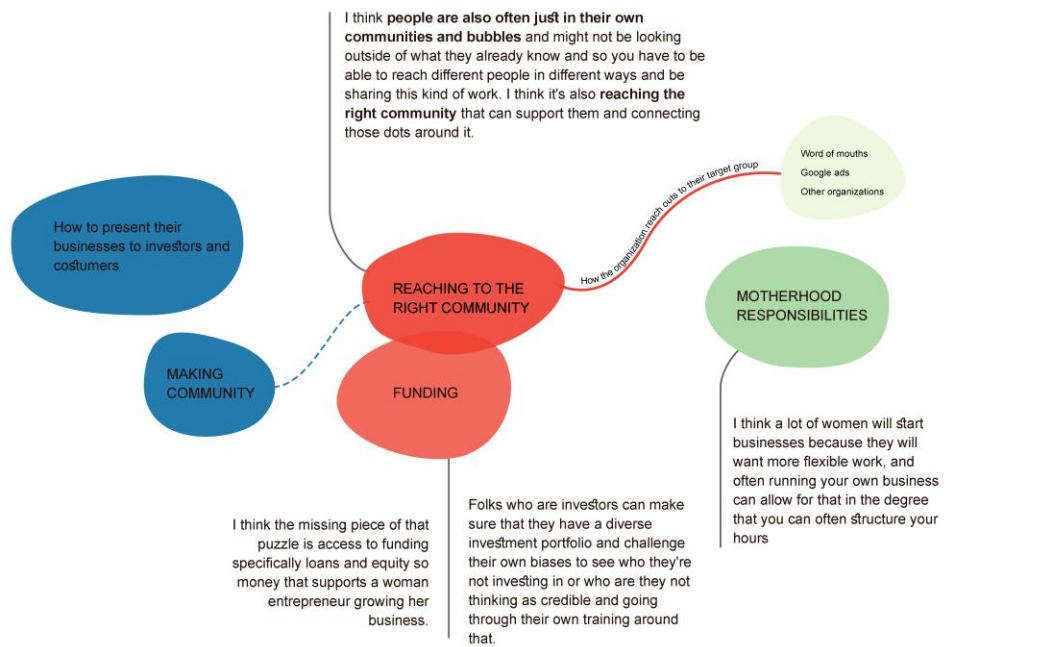 I think people are also often just in their own
communities and bubbles and might not be looking
outside of what they already know and so you have to be
able to reach different people in different ways and be
sharing this kind of work. I think it's also reaching the
right community that can support them and connecting
those dots around it.
Word of mouths
Google ads
Other organizations
How the organization reach outs to their target group
How to present their
businesses to investors and
costumers
REACHING TO THE
RIGHT COMMUNITY
MOTHERHOOD
RESPONSIBILITIES
MAKING
COMMUNITY
FUNDING
I think a lot of women will start
businesses because they will
want more flexible work, and
often running your own business
can allow for that in the degree
that you can often structure your
hours
I think the missing piece of that
puzzle is access to funding
specifically loans and equity so
money that supports a woman
entrepreneur growing her
business.
Folks who are investors can make
sure that they have a diverse
investment portfolio and challenge
their own biases to see who they're
not investing in or who are they not
thinking as credible and going
through their own training around
that.